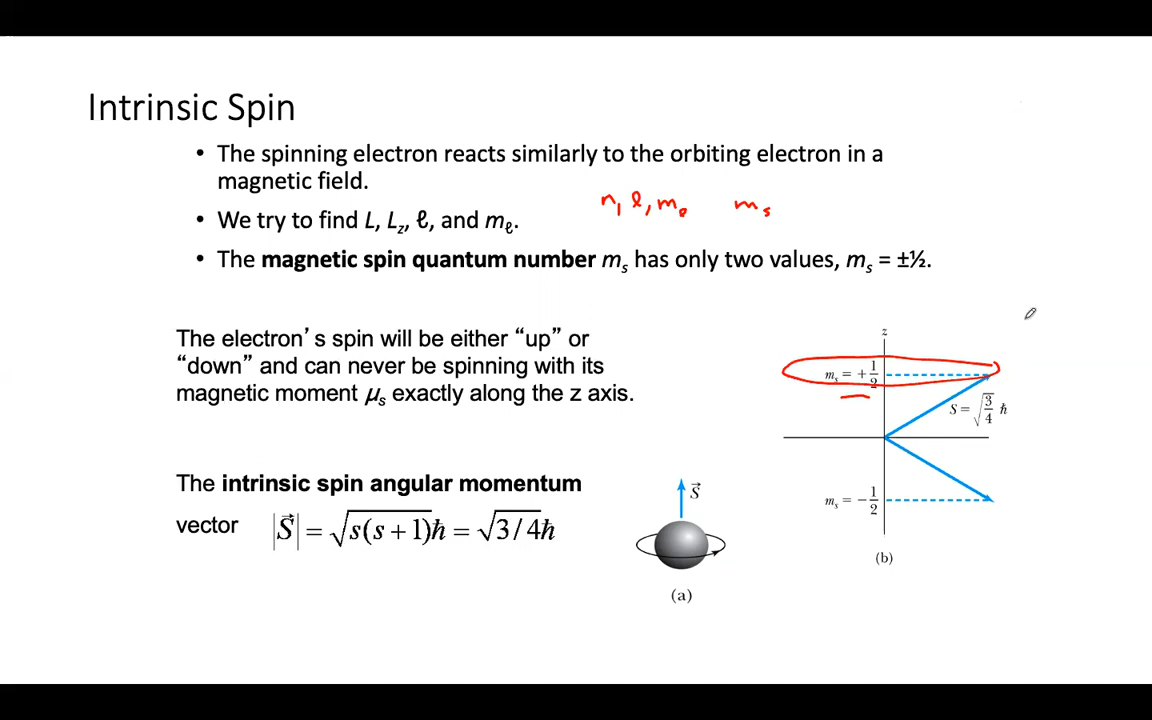 Intrinsic Spin
• The spinning electron reacts similarly to the orbiting electron in a
magnetic field.
n, ℓ, mℓ mₛ
• We try to find L, L_z, ℓ, and mℓ.
• The magnetic spin quantum number mₛ has only two values, mₛ = ±½.
The electron's spin will be either “up” or
“down” and can never be spinning with its
magnetic moment μₛ exactly along the z axis.
The intrinsic spin angular momentum
vector |S⃗| = √s(s + 1)ħ = √3 / 4ħ
S⃗
(a)
z
mₛ = +1/2
S = √3/4 ħ
mₛ = −1/2
(b)